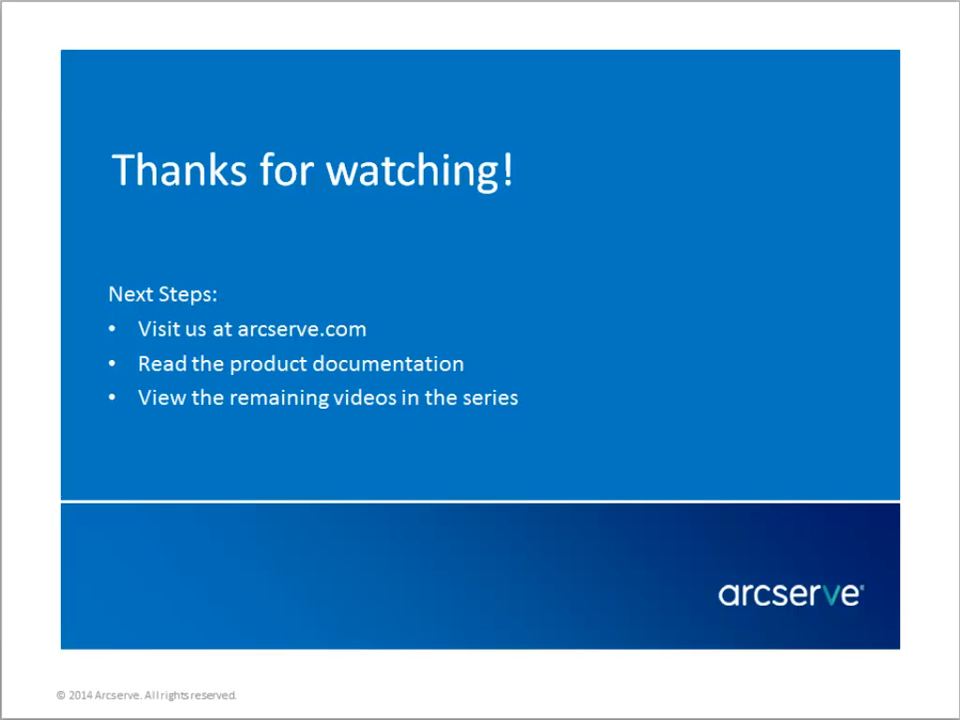 Thanks for watching!
Next Steps:
• Visit us at arcserve.com
• Read the product documentation
• View the remaining videos in the series
arcserve®
© 2014 Arcserve. All rights reserved.